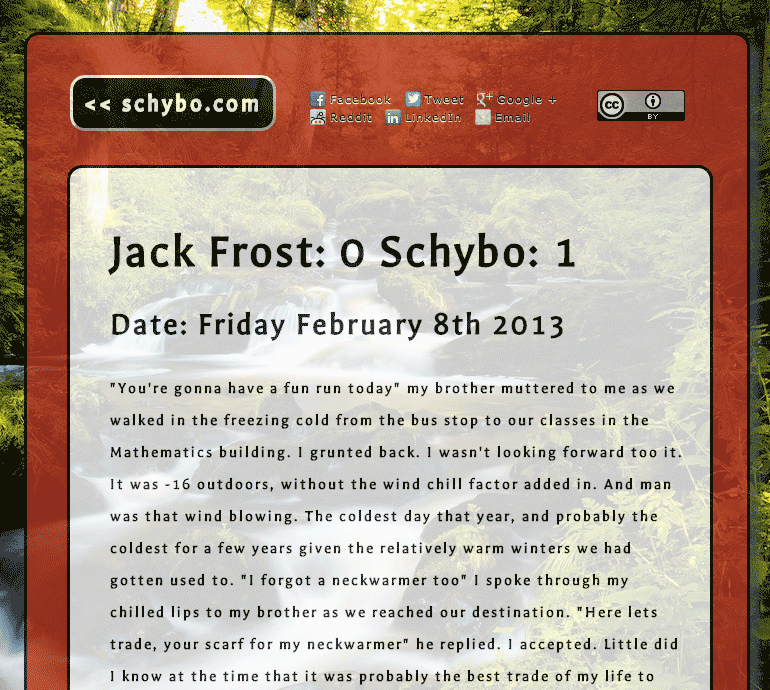 << schybo.com
Facebook Tweet Google +
Reddit LinkedIn Email
cc BY
Jack Frost: 0 Schybo: 1
Date: Friday February 8th 2013
"You're gonna have a fun run today" my brother muttered to me as we
walked in the freezing cold from the bus stop to our classes in the
Mathematics building. I grunted back. I wasn't looking forward too it.
It was -16 outdoors, without the wind chill factor added in. And man
was that wind blowing. The coldest day that year, and probably the
coldest for a few years given the relatively warm winters we had
gotten used to. "I forgot a neckwarmer too" I spoke through my
chilled lips to my brother as we reached our destination. "Here lets
trade, your scarf for my neckwarmer" he replied. I accepted. Little did
I know at the time that it was probably the best trade of my life to